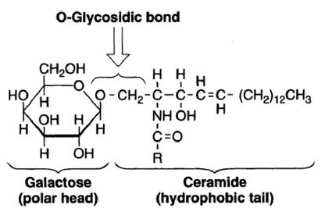 O-Glycosidic bond
CH₂OH H H H
H O
HO O-CH₂-C-C-C=C-(CH₂)₁₂CH₃
H NH OH H
OH H
H H C=O
H OH R
Galactose Ceramide
(polar head) (hydrophobic tail)